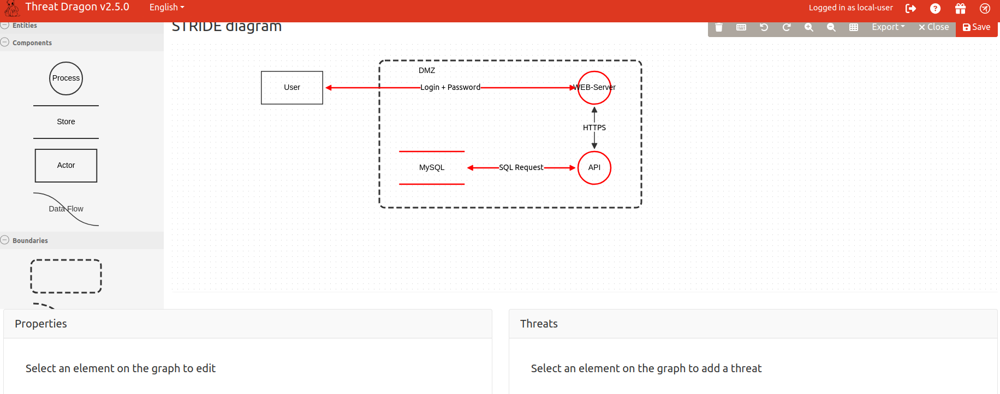 Threat Dragon v2.5.0
English
Logged in as local-user
Entities
STRIDE diagram
Export
Close
Save
Components
Process
Store
Actor
Data Flow
Boundaries
DMZ
User
Login + Password
WEB-Server
HTTPS
MySQL
SQL Request
API
Properties
Select an element on the graph to edit
Threats
Select an element on the graph to add a threat